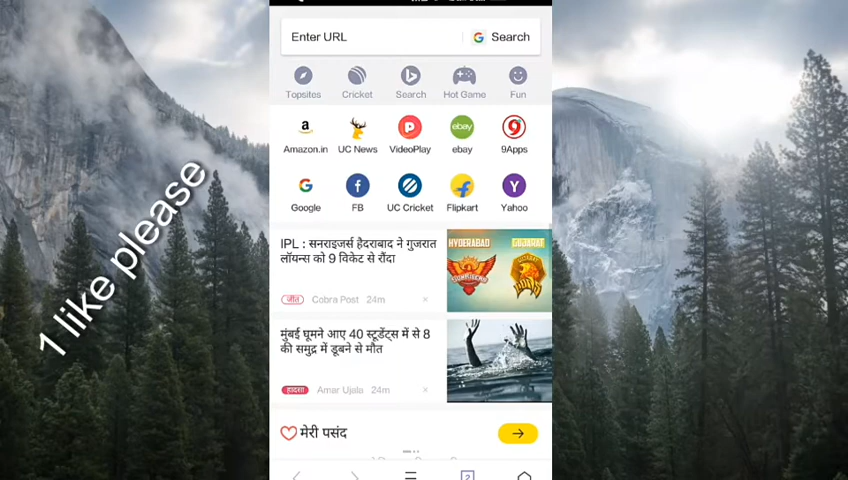 Enter URL
Search
Topsites
Cricket
Search
Hot Game
Fun
Amazon.in
UC News
VideoPlay
ebay
9Apps
Google
FB
UC Cricket
Flipkart
Yahoo
1 like please
IPL : सनराइजर्स हैदराबाद ने गुजरात
लॉयन्स को 9 विकेट से रौंदा
जीत Cobra Post 24m
HYDERABAD
GUJARAT
मुंबई घूमने आए 40 स्टूडेंट्स में से 8
की समुद्र में डूबने से मौत
हादसा Amar Ujala 24m
मेरी पसंद
2